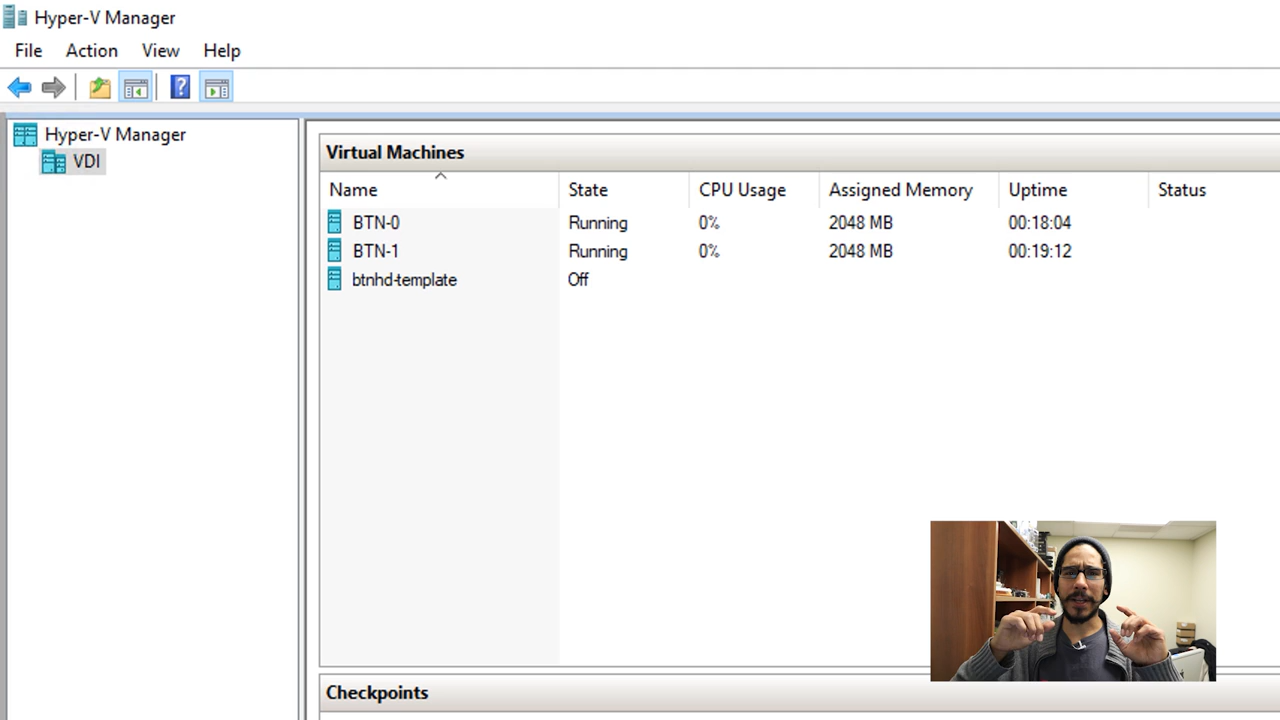 Hyper-V Manager
File Action View Help
Hyper-V Manager
VDI
Virtual Machines
Name State CPU Usage Assigned Memory Uptime Status
BTN-0 Running 0% 2048 MB 00:18:04
BTN-1 Running 0% 2048 MB 00:19:12
btnhd-template Off
Checkpoints